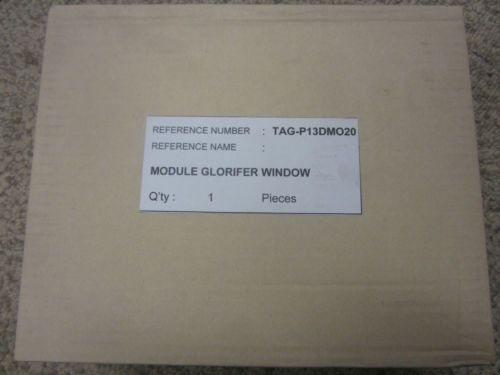 REFERENCE NUMBER : TAG-P13DMO20
REFERENCE NAME :
MODULE GLORIFER WINDOW
Q'ty : 1 Pieces